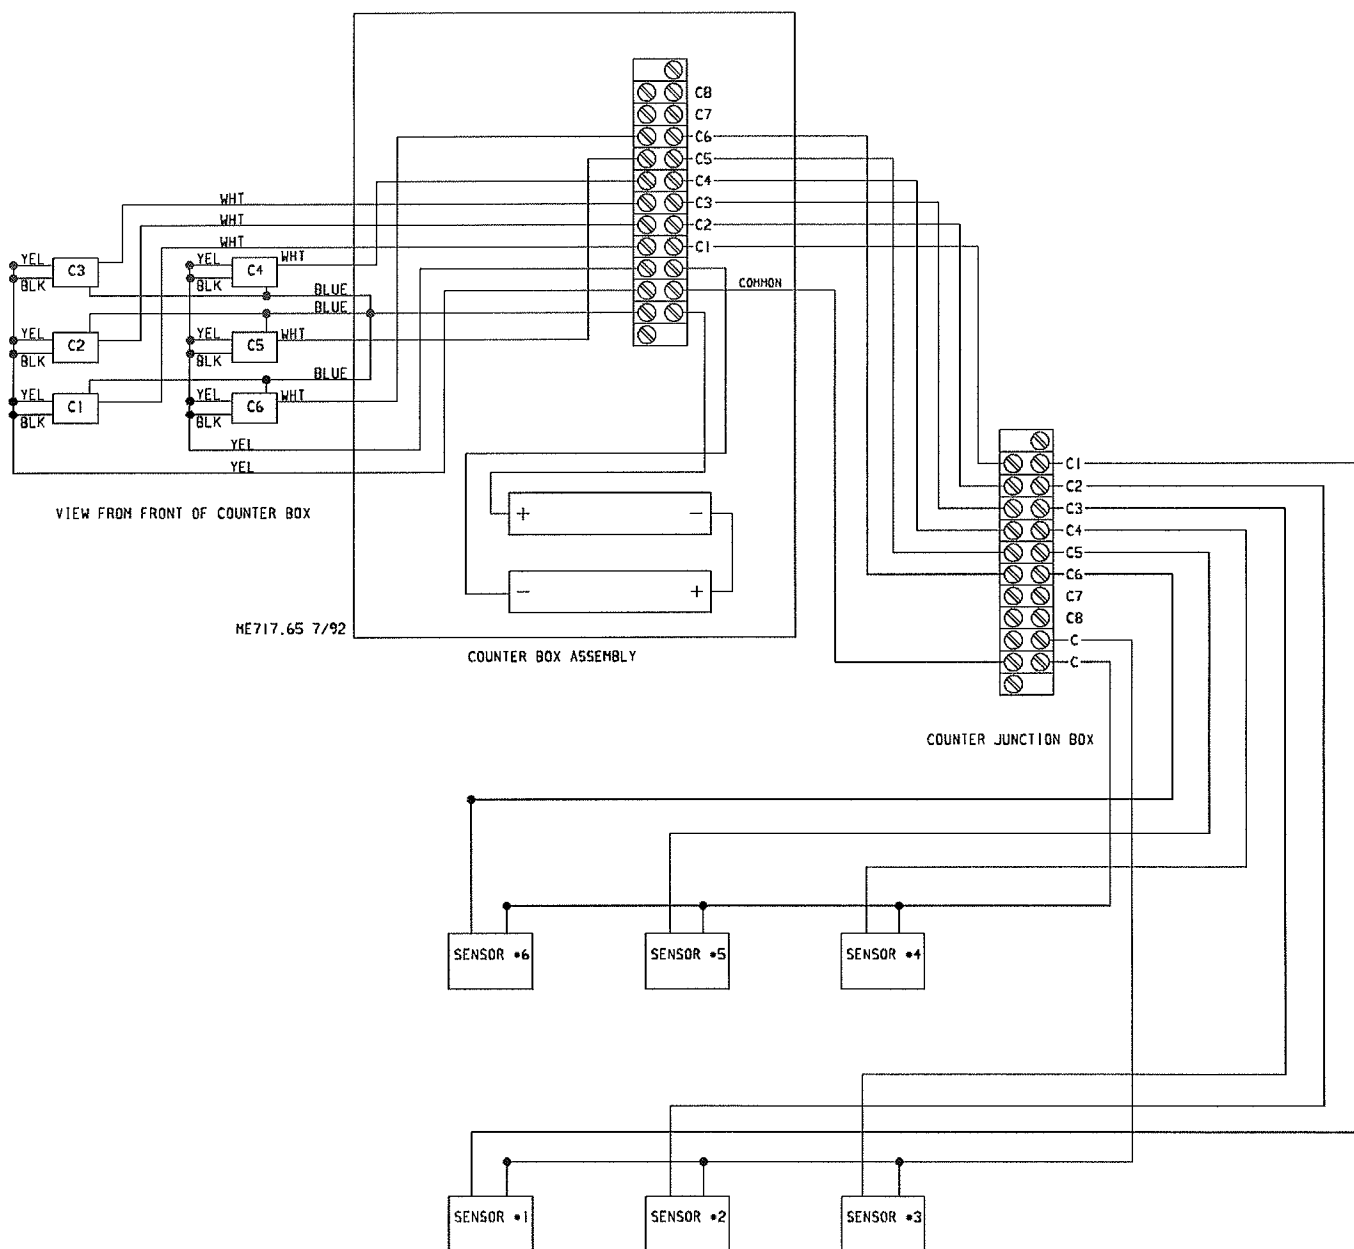 C8
C7
C6
C5
C4
C3
C2
C1
COMMON
WHT
WHT
WHT
YEL C3 BLK
YEL C4 WHT BLK
BLUE
BLUE
YEL C2 BLK
YEL C5 WHT BLK
BLUE
YEL C1 BLK
YEL C6 WHT BLK
YEL
YEL
VIEW FROM FRONT OF COUNTER BOX
+ -
- +
ME717.65 7/92
COUNTER BOX ASSEMBLY
C1
C2
C3
C4
C5
C6
C7
C8
C
C
COUNTER JUNCTION BOX
SENSOR #6 SENSOR #5 SENSOR #4
SENSOR #1 SENSOR #2 SENSOR #3